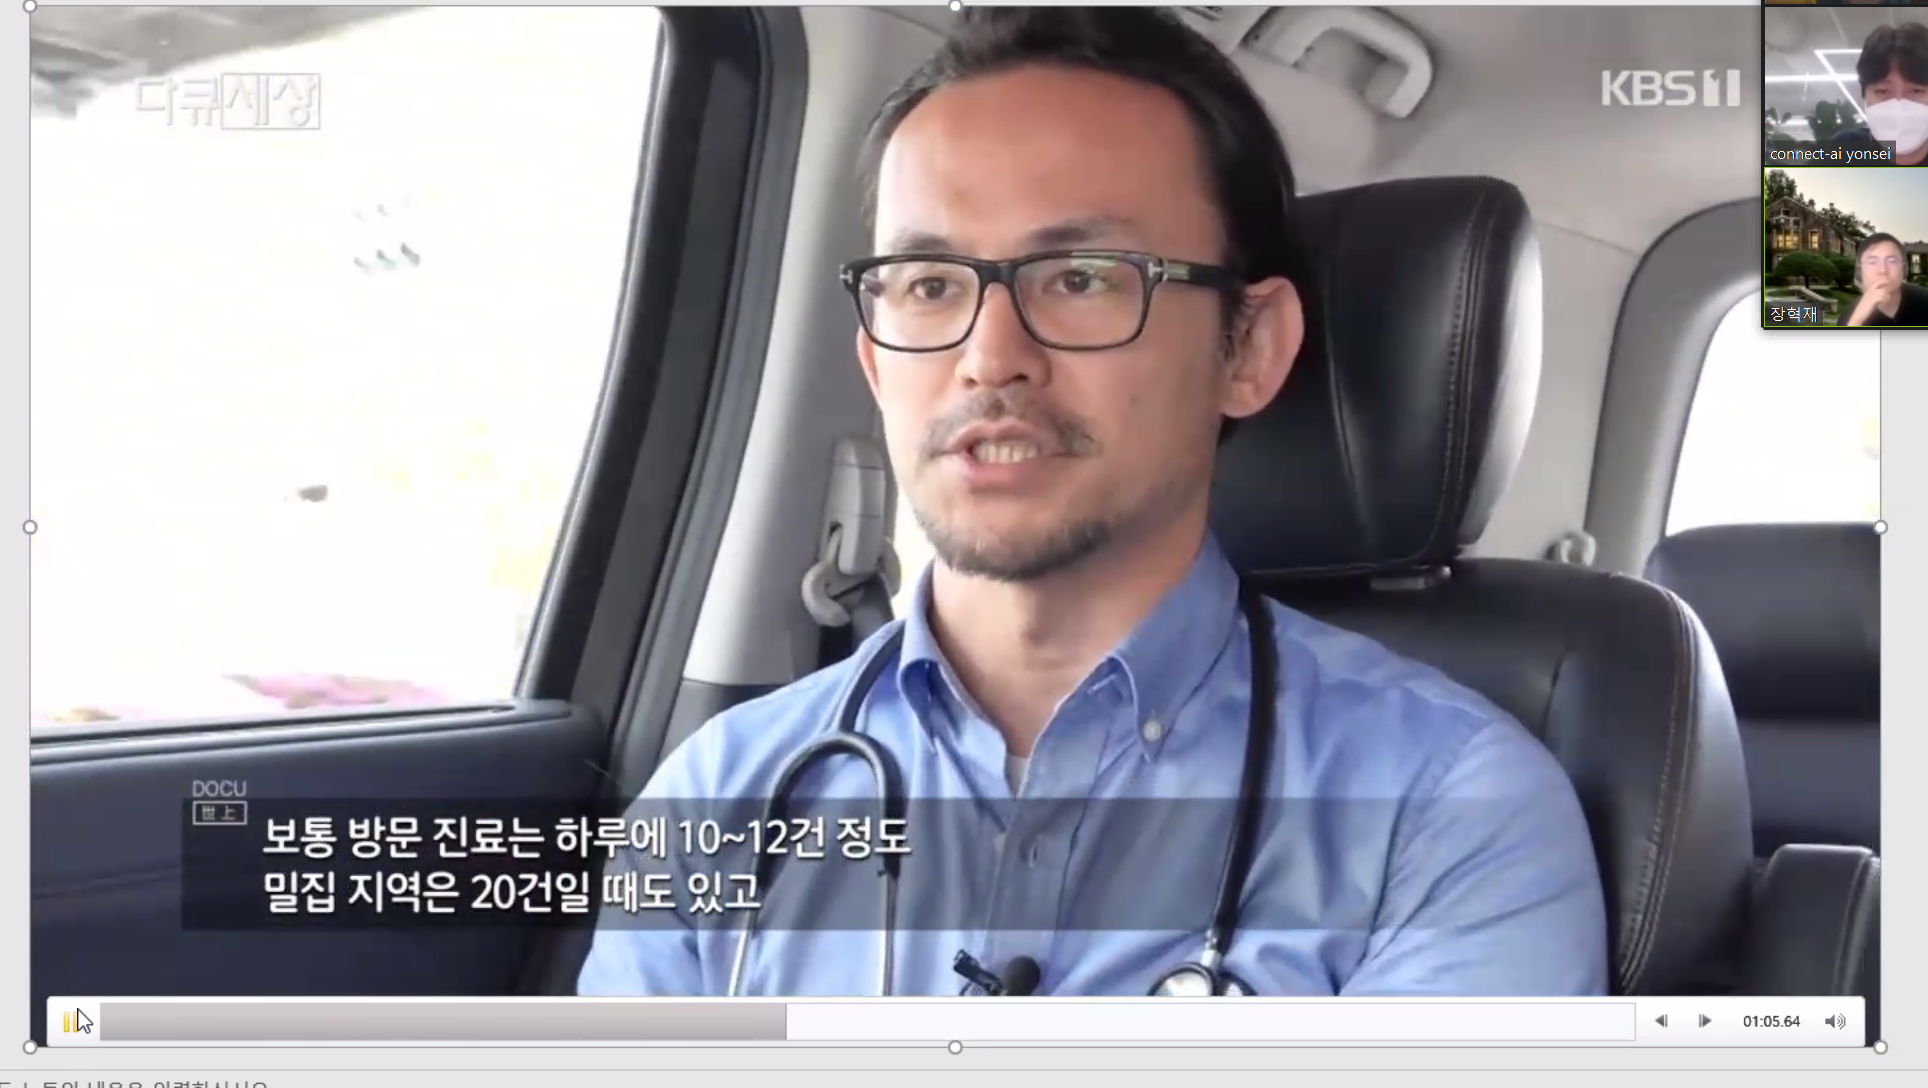 다큐세상
KBS 1
connect-ai yonsei
장혁재
DOCU
世上
보통 방문 진료는 하루에 10~12건 정도
밀집 지역은 20건일 때도 있고
01:05.64